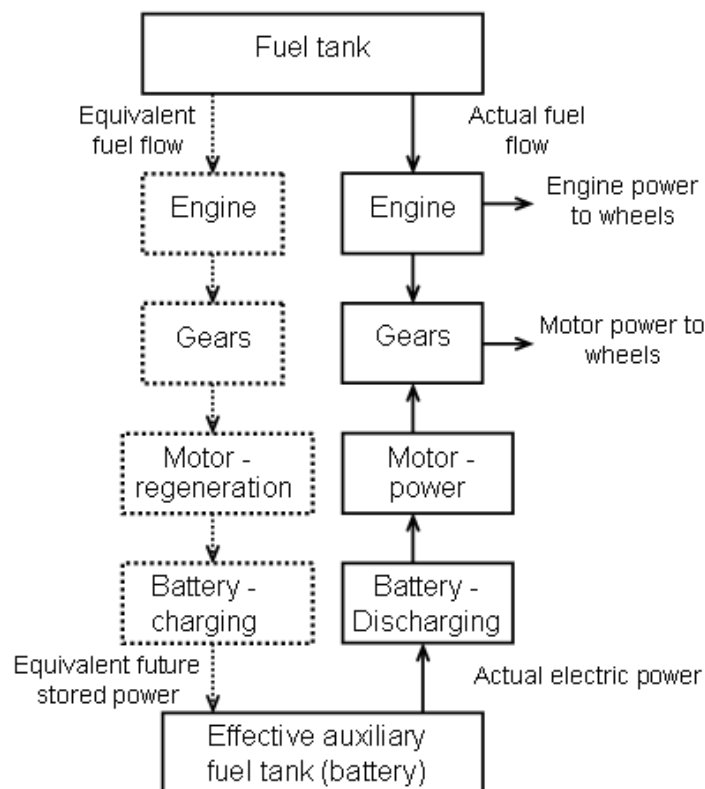 Fuel tank
Equivalent
fuel flow
Actual fuel
flow
Engine
Engine
Engine power
to wheels
Gears
Gears
Motor power to
wheels
Motor -
regeneration
Motor -
power
Battery -
charging
Battery -
Discharging
Equivalent future
stored power
Actual electric power
Effective auxiliary
fuel tank (battery)